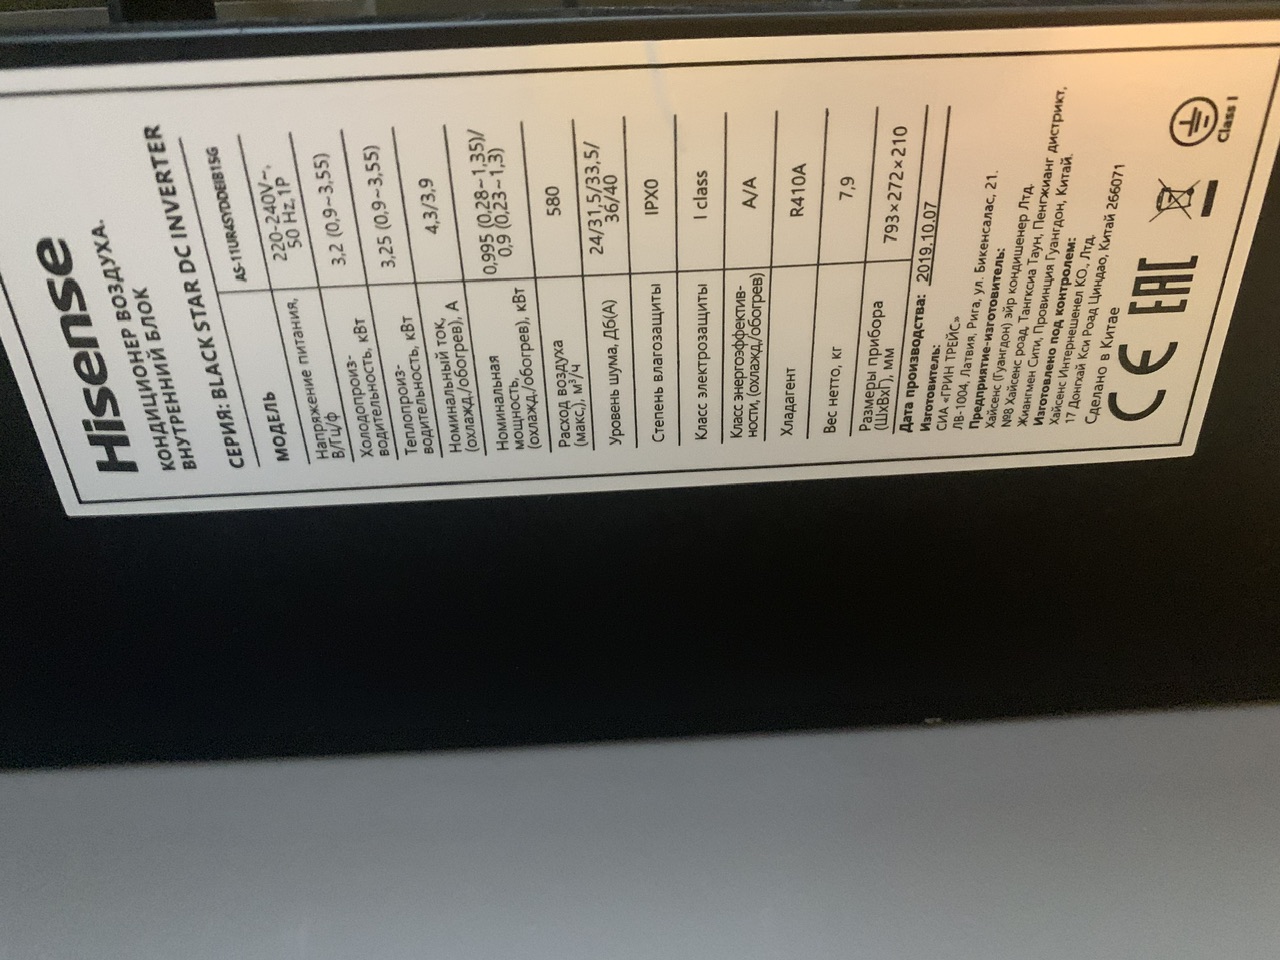 Hisense
КОНДИЦИОНЕР ВОЗДУХА.
ВНУТРЕННИЙ БЛОК
СЕРИЯ: BLACK STAR DC INVERTER
МОДЕЛЬ AS-11UR4SYDDEIB15G
Напряжение питания, 220-240V~,
В/Гц/ф 50 Hz,1P
Холодопроиз- 3,2 (0,9~3,55)
водительность, кВт
Теплопроиз- 3,25 (0,9~3,55)
водительность, кВт
Номинальный ток, 4,3/3,9
(охлажд./обогрев), А
Номинальная 0,995 (0,28~1,35)/
мощность, 0,9 (0,23~1,3)
(охлажд./обогрев), кВт
Расход воздуха 580
(макс.), м³/ч
Уровень шума, Дб(А) 24/31,5/33,5/
36/40
Степень влагозащиты IPX0
Класс электрозащиты I class
Класс энергоэффектив- A/A
ности, (охлажд/обогрев)
Хладагент R410A
Вес нетто, кг 7,9
Размеры прибора 793×272×210
(ШхВхГ), мм
Дата производства: 2019.10.07
Изготовитель:
СИА «ГРИН ТРЕЙС»
ЛВ-1004, Латвия, Рига, ул. Бикенсалас, 21.
Предприятие-изготовитель:
Хайсенс (Гуангдон) эйр кондишенер Лтд.
№8 Хайсенс роад, Тангксиа Таун, Пенгжианг дистрикт,
Жиангмен Сити, Провинция Гуангдон, Китай.
Изготовлено под контролем:
Хайсенс Интернешенел КО., Лтд.
17 Донгхай Кси Роад Циндао, Китай 266071
Сделано в Китае
CE EAC
Class I